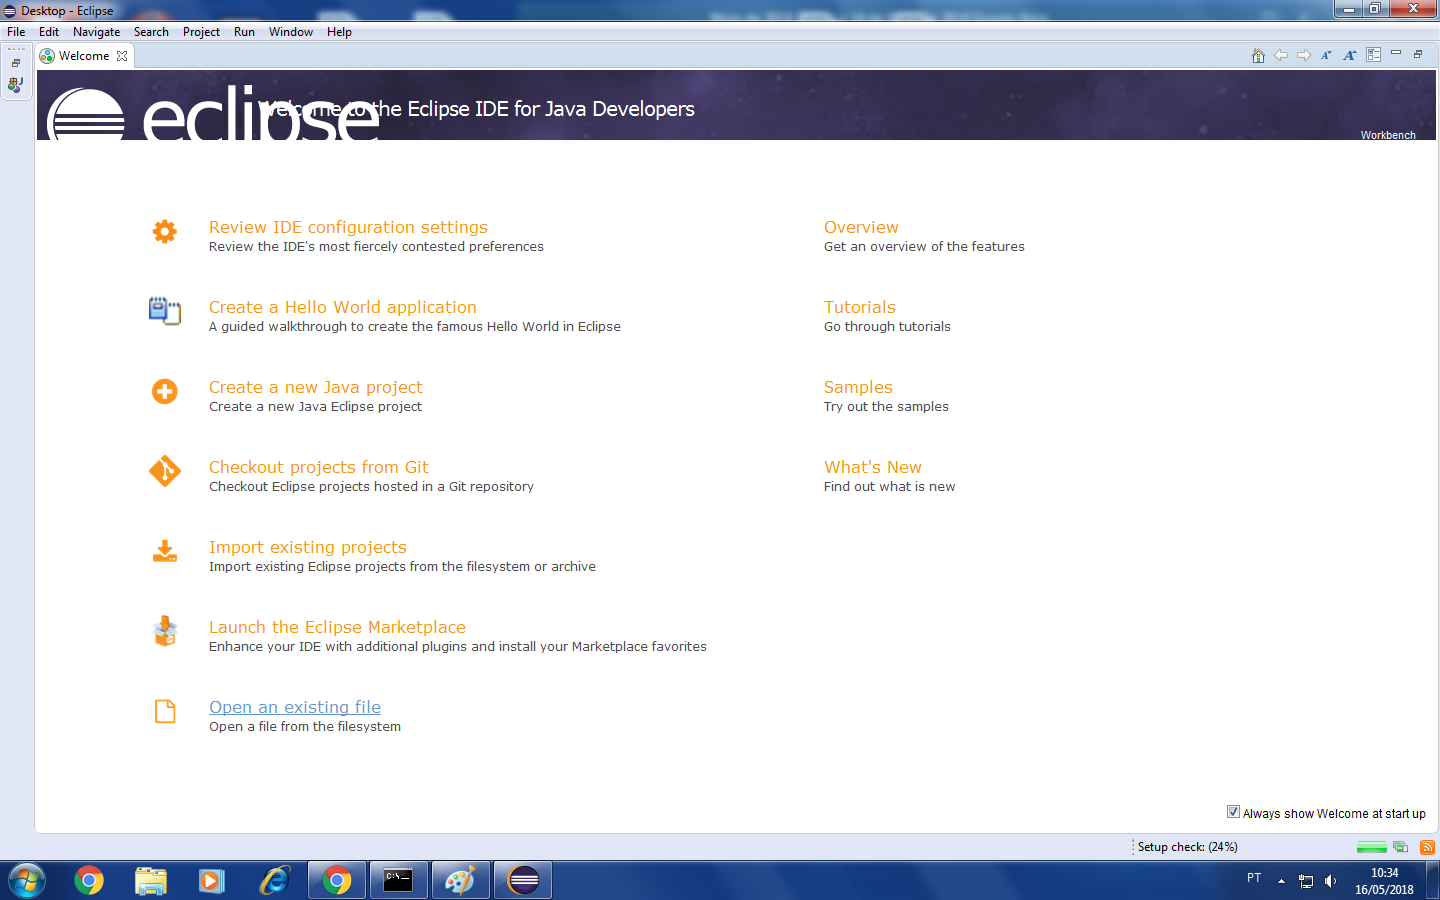 Desktop - Eclipse
File Edit Navigate Search Project Run Window Help
Welcome
eclipse
Welcome to the Eclipse IDE for Java Developers
Workbench
Review IDE configuration settings
Review the IDE's most fiercely contested preferences
Create a Hello World application
A guided walkthrough to create the famous Hello World in Eclipse
Create a new Java project
Create a new Java Eclipse project
Checkout projects from Git
Checkout Eclipse projects hosted in a Git repository
Import existing projects
Import existing Eclipse projects from the filesystem or archive
Launch the Eclipse Marketplace
Enhance your IDE with additional plugins and install your Marketplace favorites
Open an existing file
Open a file from the filesystem
Overview
Get an overview of the features
Tutorials
Go through tutorials
Samples
Try out the samples
What's New
Find out what is new
Always show Welcome at start up
Setup check: (24%)
PT
10:34
16/05/2018